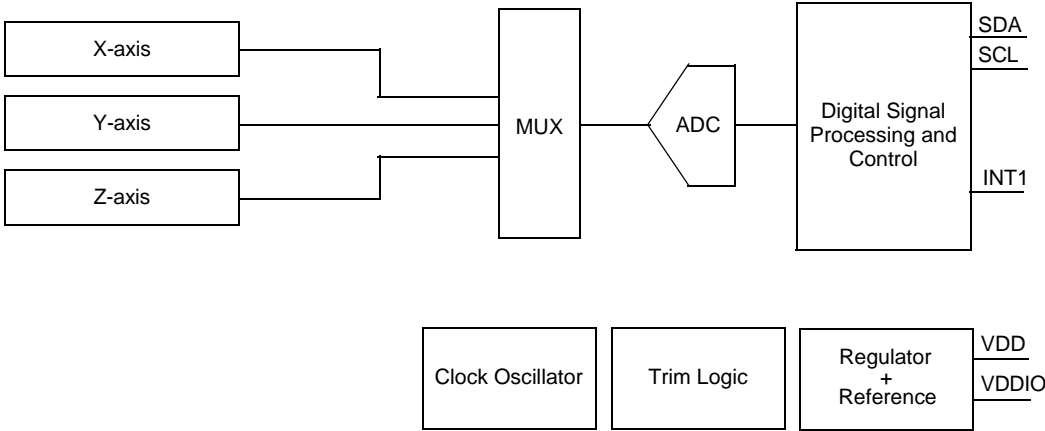 X-axis
Y-axis
Z-axis
MUX
ADC
Digital Signal
Processing and
Control
SDA
SCL
INT1
Clock Oscillator
Trim Logic
Regulator
+
Reference
VDD
VDDIO